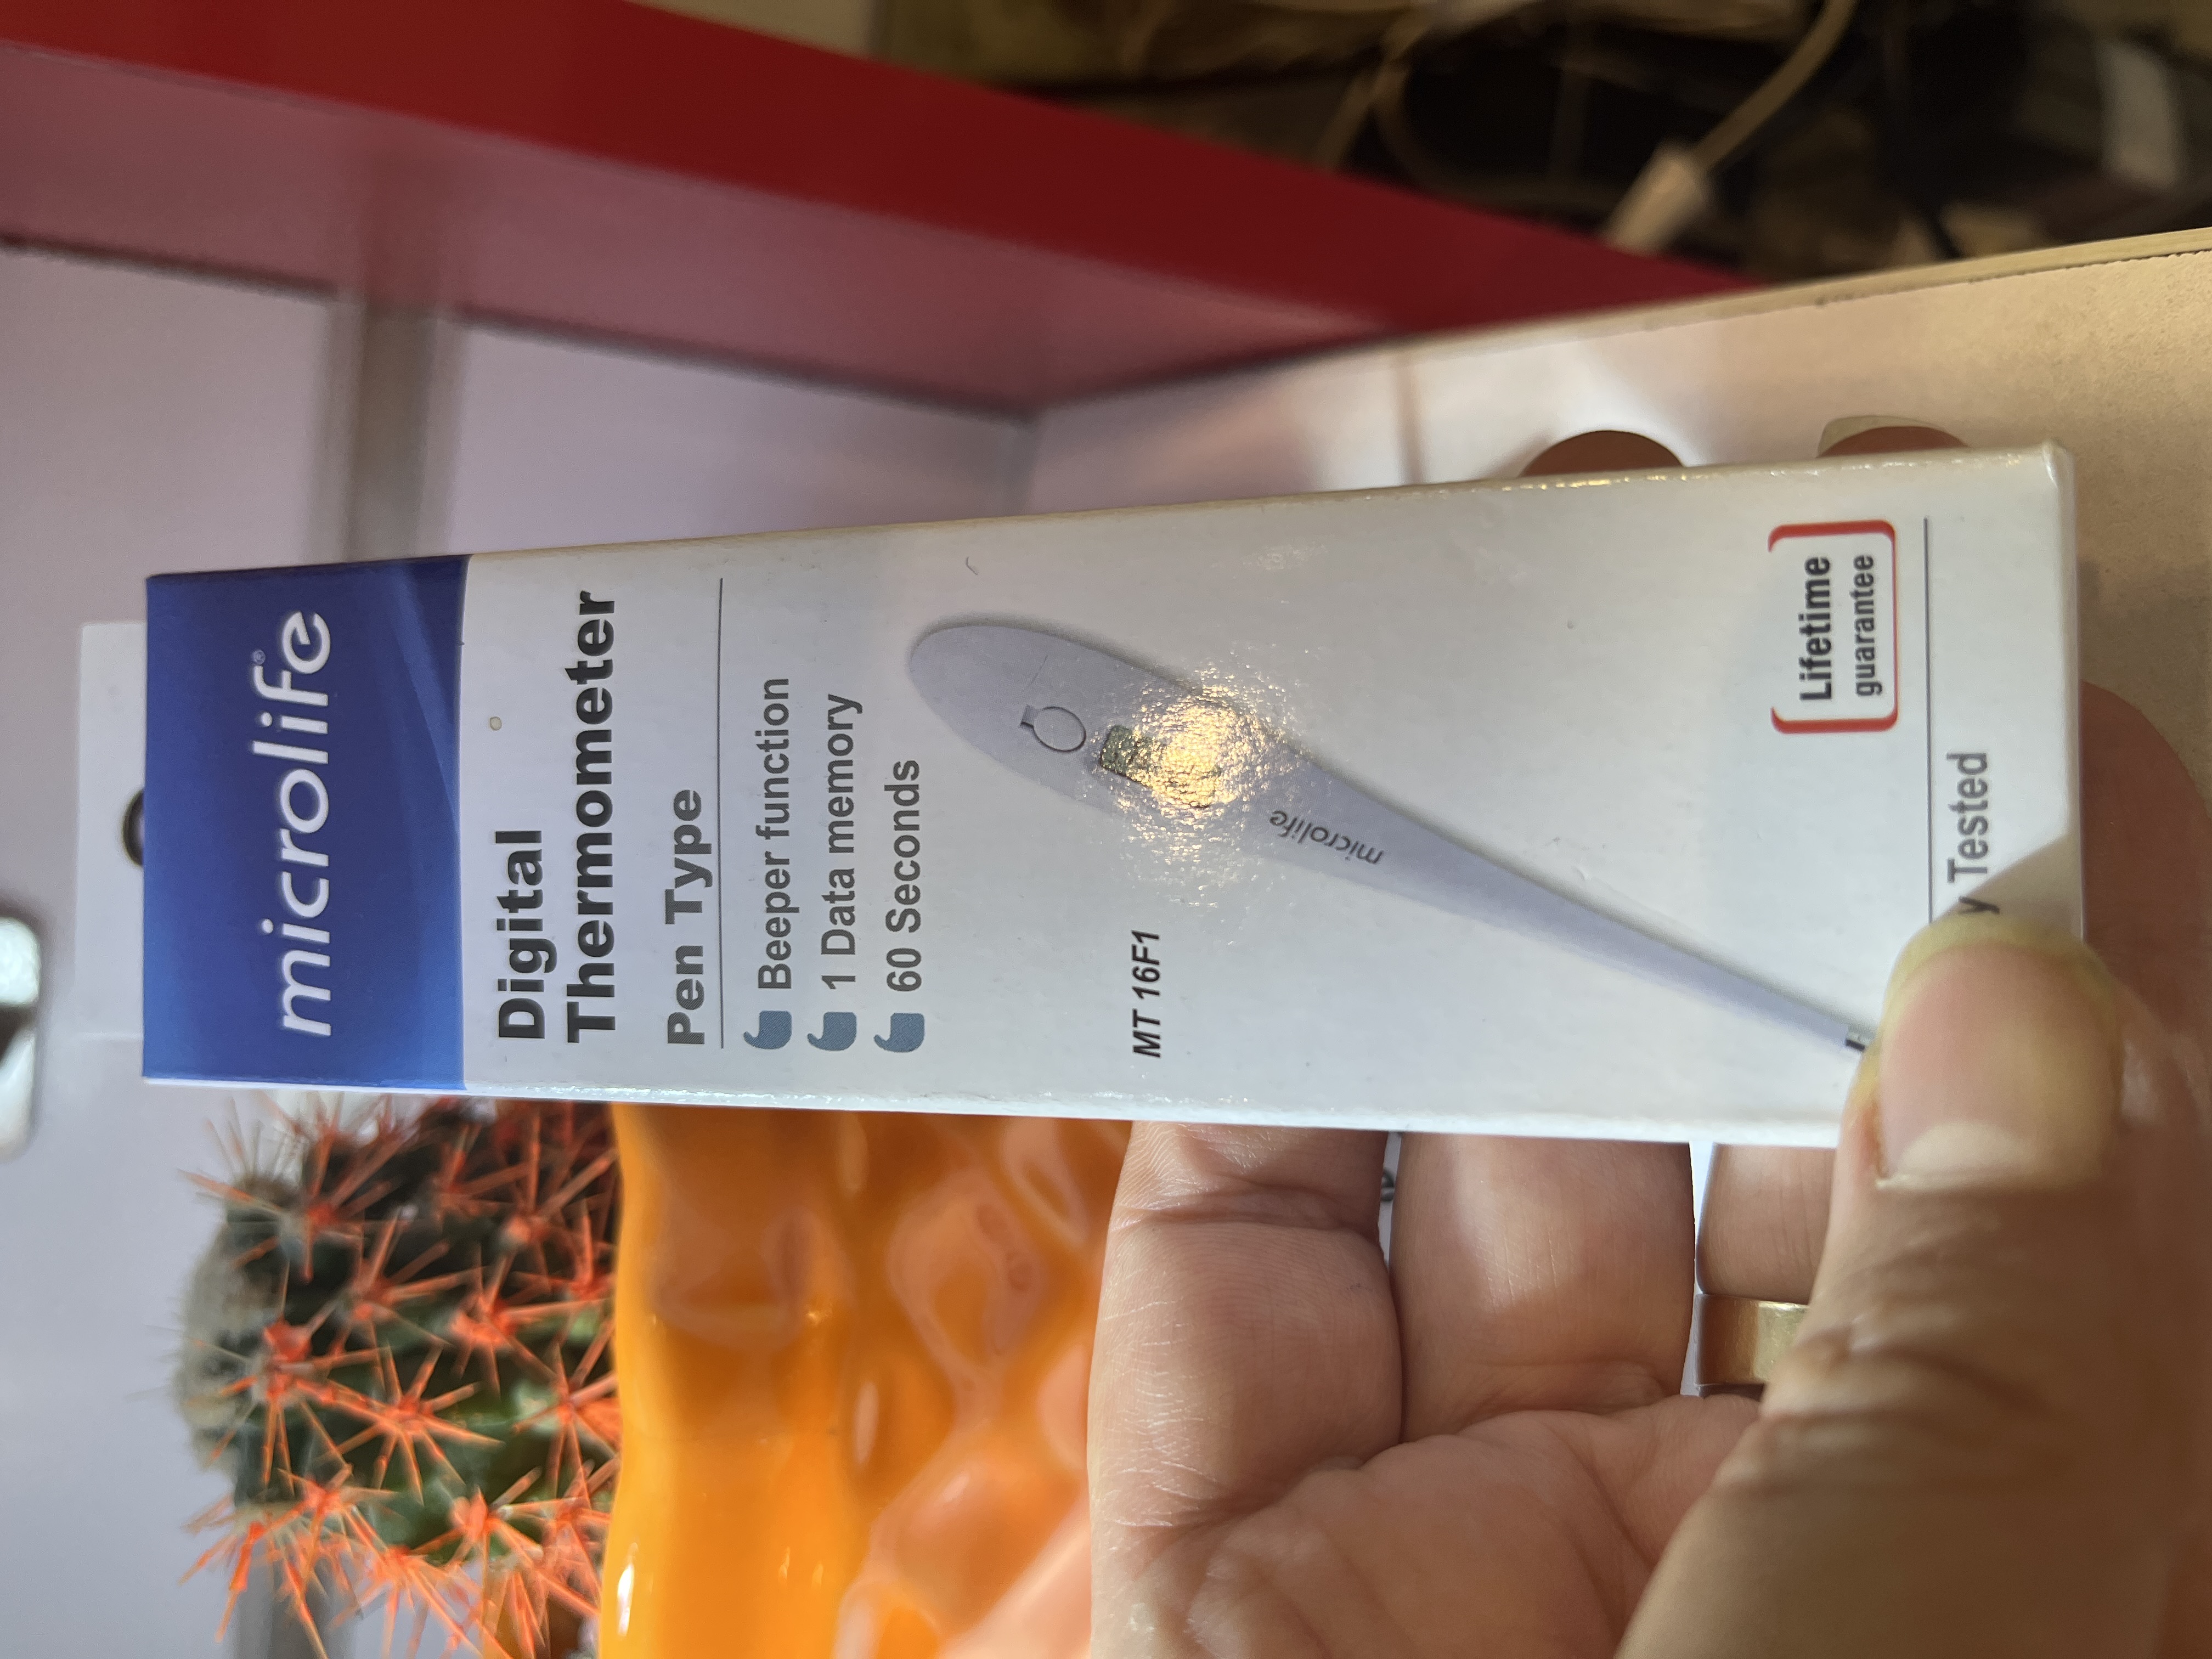 microlife®
Digital
Thermometer
Pen Type
Beeper function
1 Data memory
60 Seconds
microlife
MT 16F1
Lifetime
guarantee
Tested